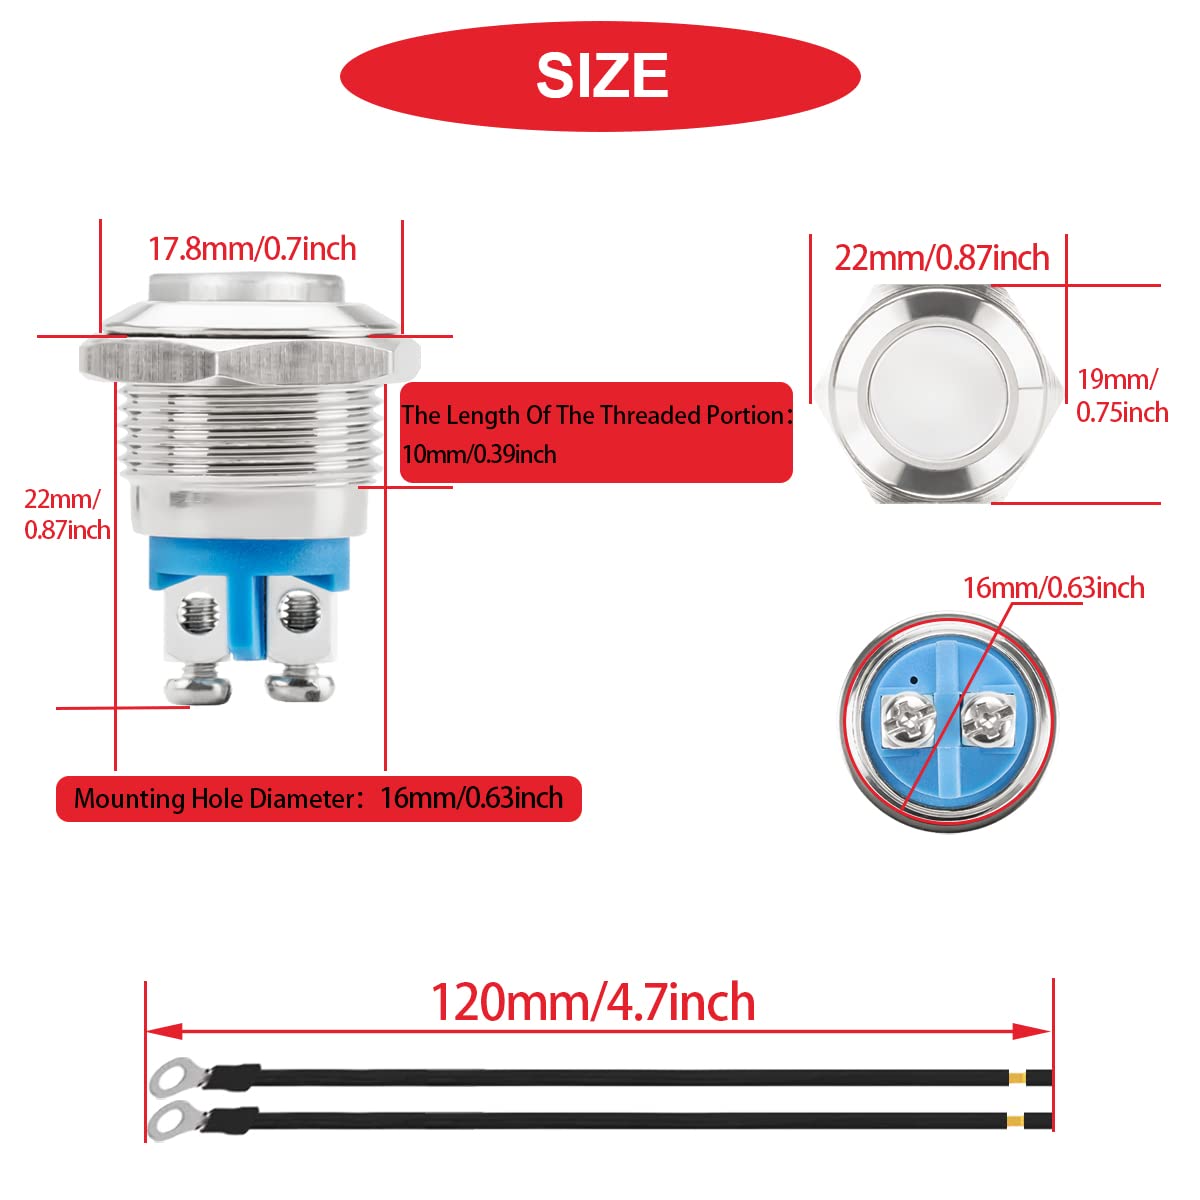 SIZE
17.8mm/0.7inch
22mm/0.87inch
19mm/
0.75inch
The Length Of The Threaded Portion：
10mm/0.39inch
22mm/
0.87inch
16mm/0.63inch
Mounting Hole Diameter： 16mm/0.63inch
120mm/4.7inch